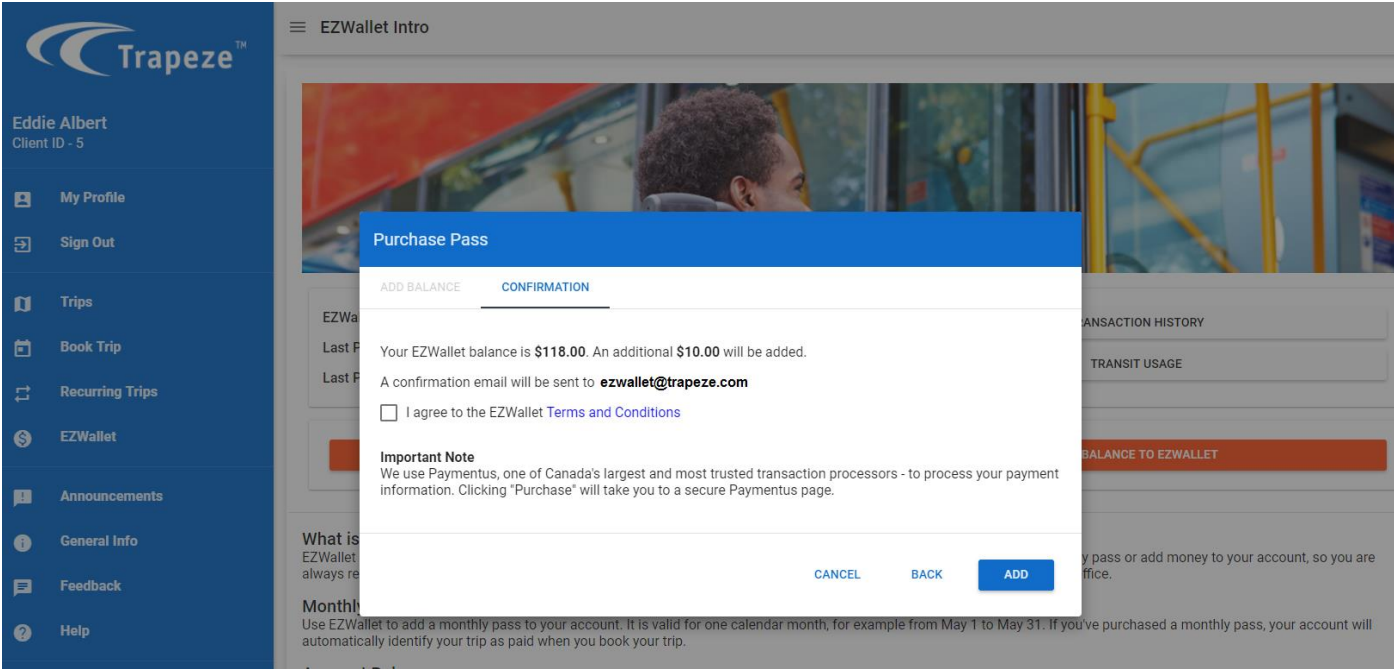 Trapeze™
Eddie Albert
Client ID - 5
My Profile
Sign Out
Trips
Book Trip
Recurring Trips
EZWallet
Announcements
General Info
Feedback
Help
EZWallet Intro
Purchase Pass
ADD BALANCE
CONFIRMATION
Your EZWallet balance is $118.00. An additional $10.00 will be added.
A confirmation email will be sent to ezwallet@trapeze.com
I agree to the EZWallet Terms and Conditions
Important Note
We use Paymentus, one of Canada's largest and most trusted transaction processors - to process your payment
information. Clicking "Purchase" will take you to a secure Paymentus page.
CANCEL
BACK
ADD
Last
Last
HISTORY
TRANSIT USAGE
BALANCE TO EZWALLET
What is
EZWallet
pass or add money to your account, so you are
always
Monthly
Use EZWallet to add a monthly pass to your account. It is valid for one calendar month, for example from May 1 to May 31. If you've purchased a monthly pass, your account will
automatically identify your trip as paid when you book your trip.